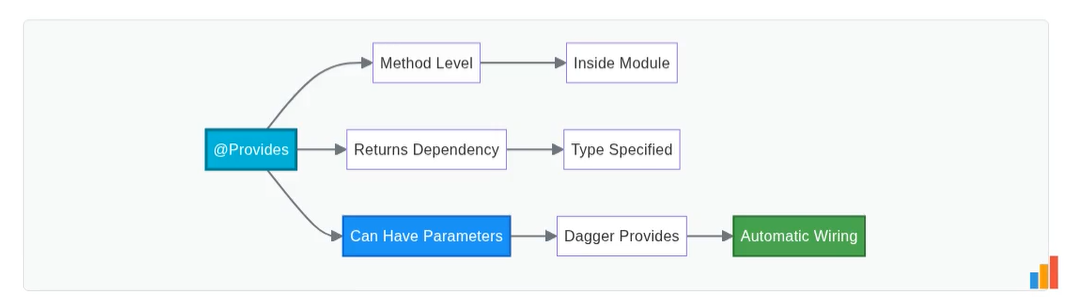 Method Level
Inside Module
@Provides
Returns Dependency
Type Specified
Can Have Parameters
Dagger Provides
Automatic Wiring